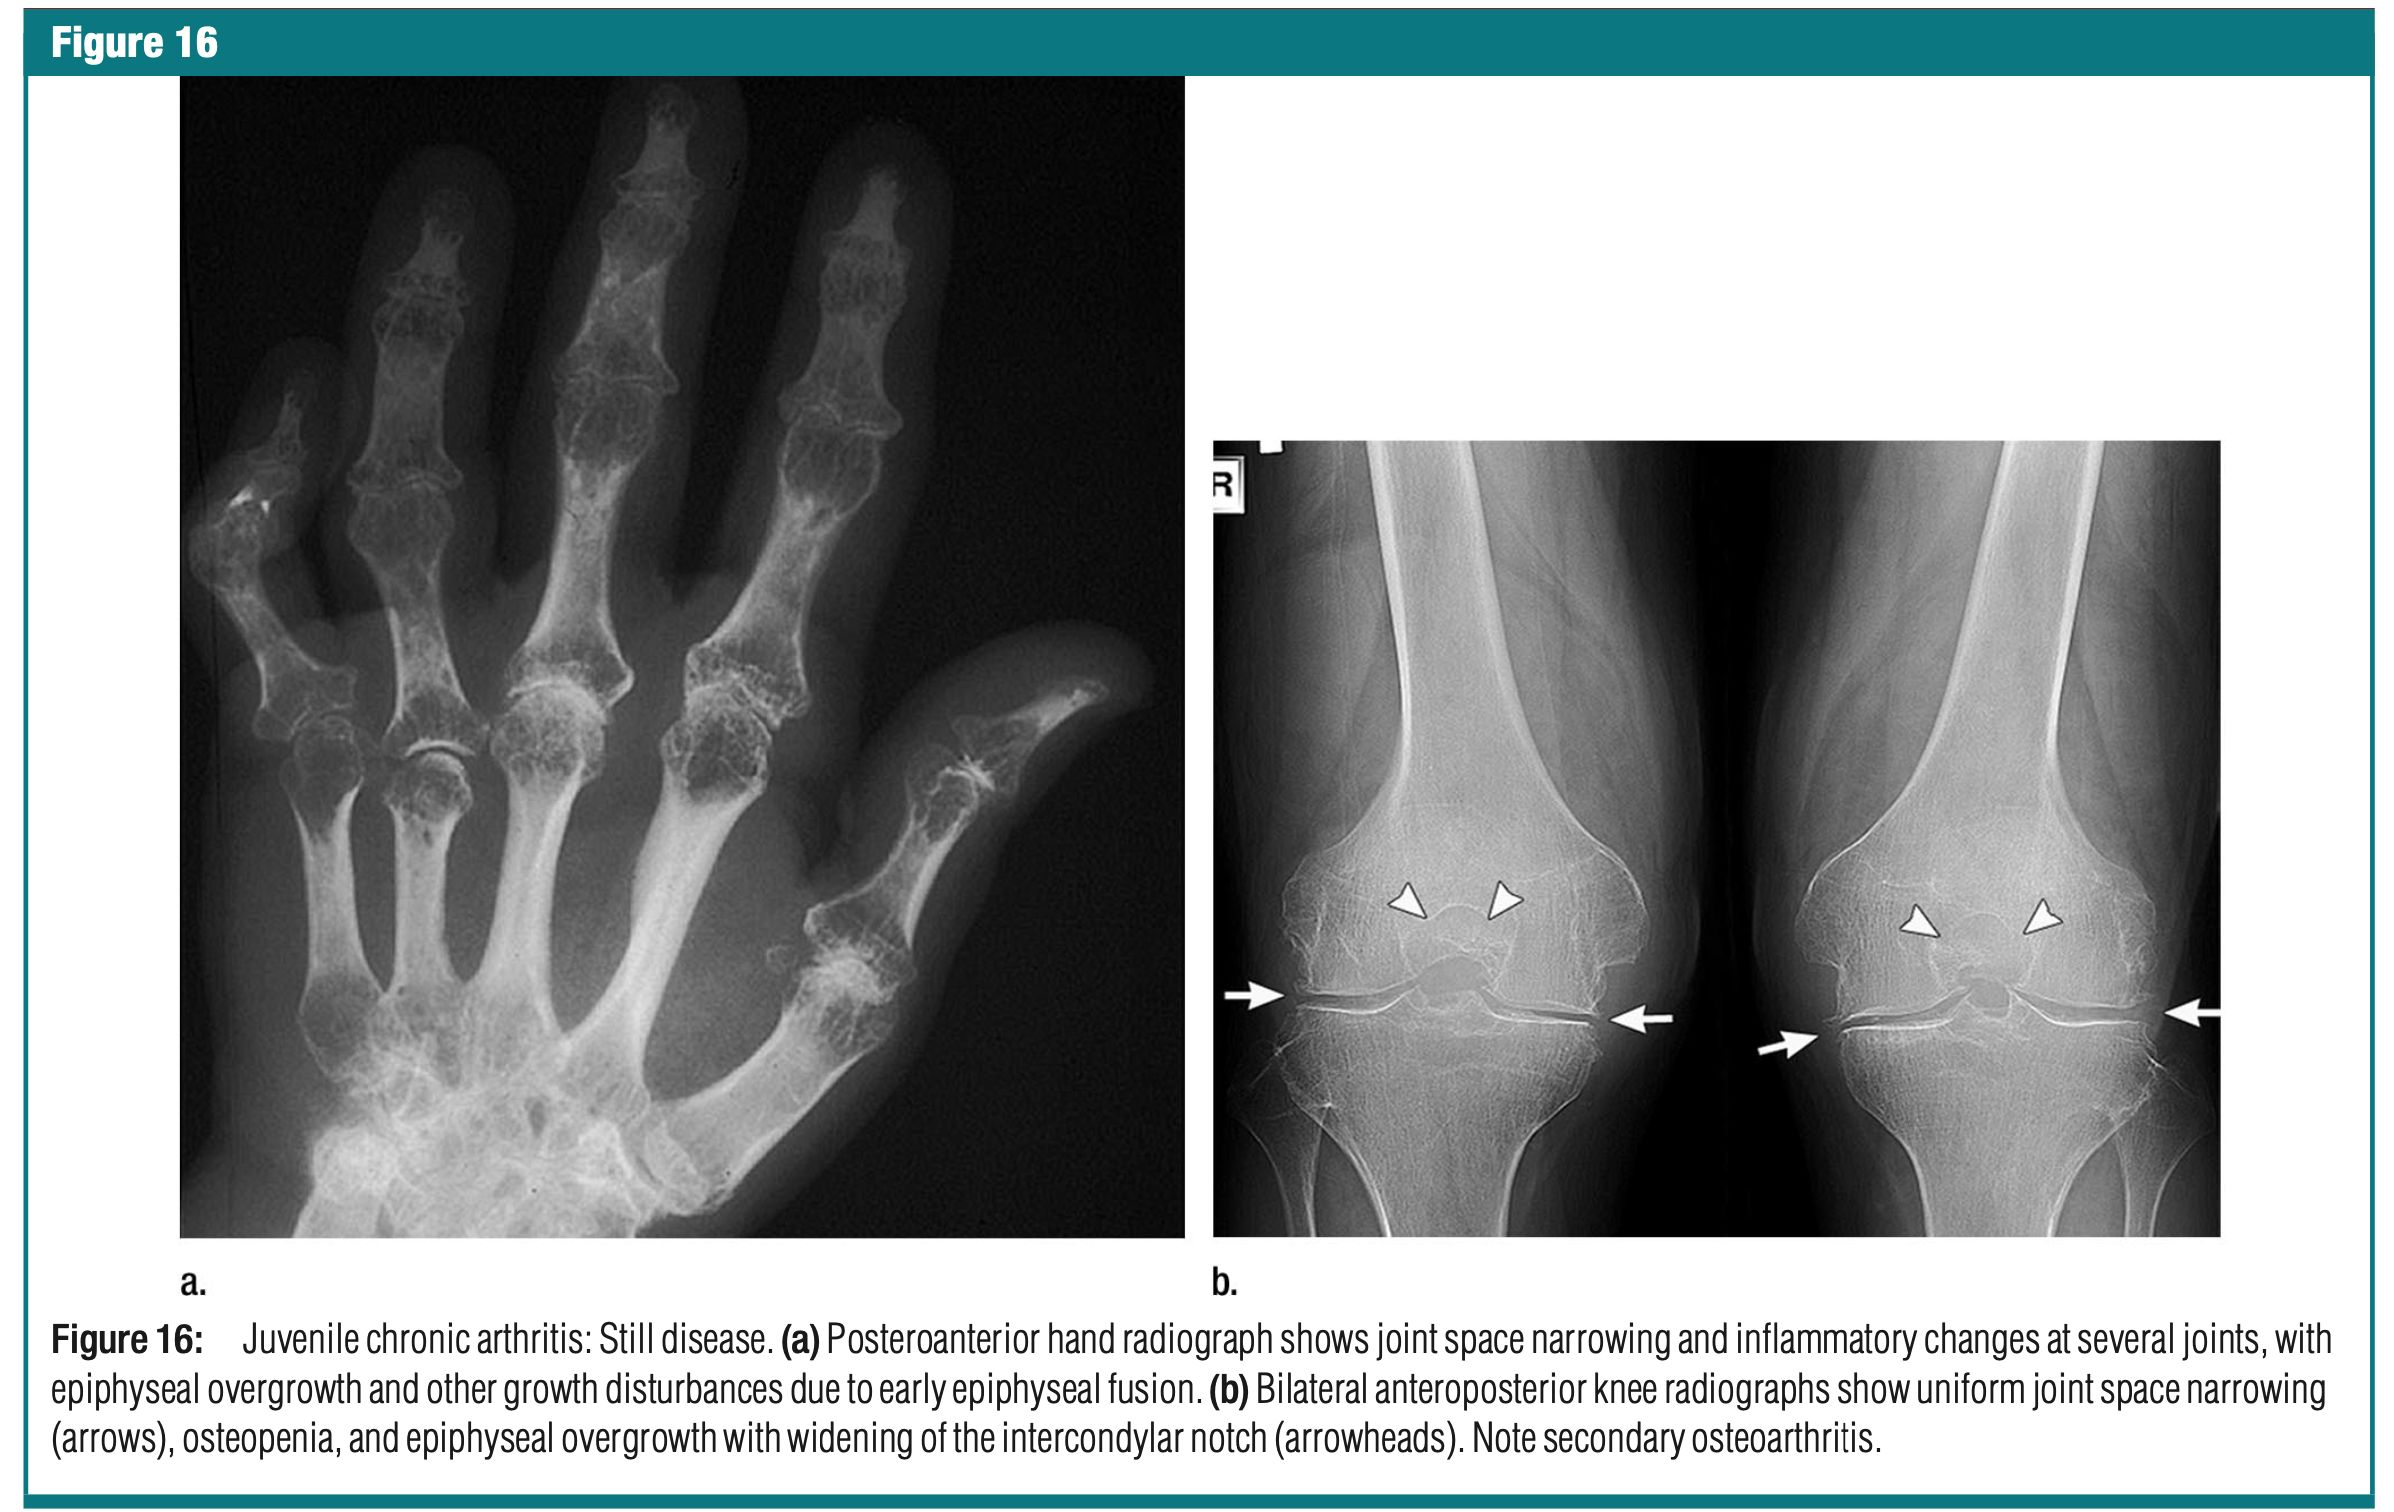 Figure 16
R
a.
b.
Figure 16: Juvenile chronic arthritis: Still disease. (a) Posteroanterior hand radiograph shows joint space narrowing and inflammatory changes at several joints, with
epiphyseal overgrowth and other growth disturbances due to early epiphyseal fusion. (b) Bilateral anteroposterior knee radiographs show uniform joint space narrowing
(arrows), osteopenia, and epiphyseal overgrowth with widening of the intercondylar notch (arrowheads). Note secondary osteoarthritis.